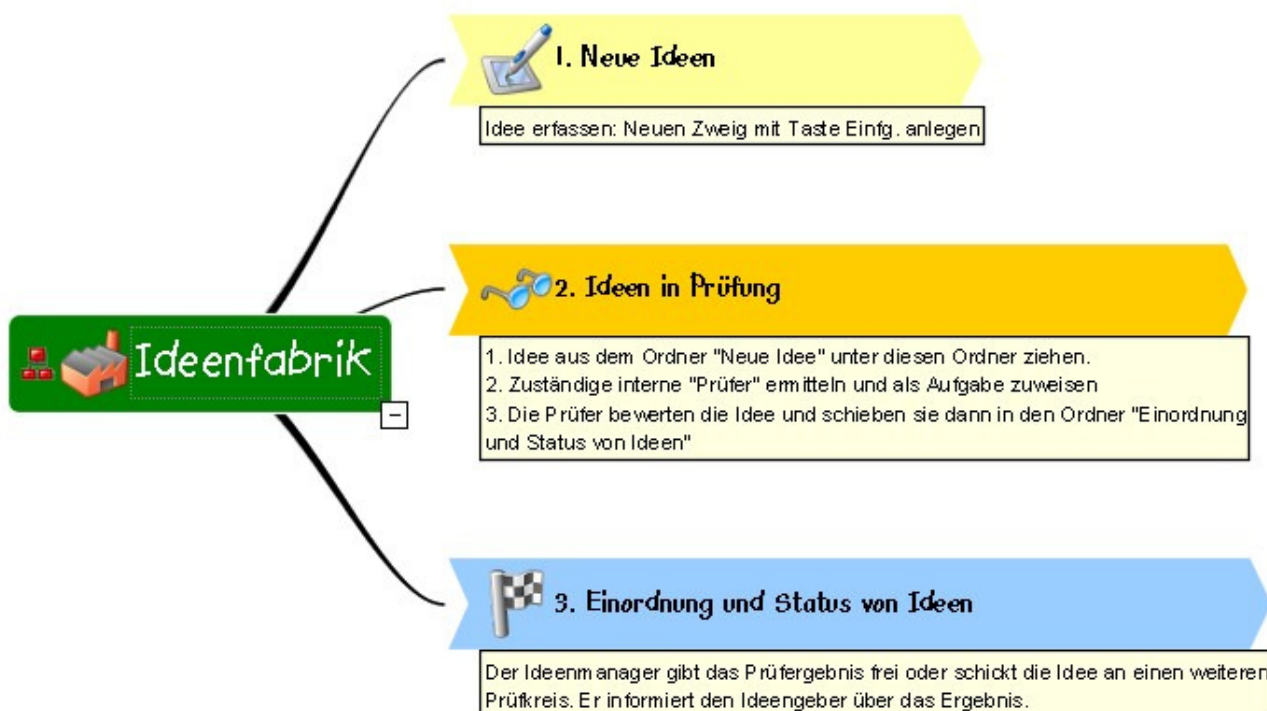 1. Neue Ideen
Idee erfassen: Neuen Zweig mit Taste Einfg. anlegen
Ideenfabrik
2. Ideen in Prüfung
1. Idee aus dem Ordner "Neue Idee" unter diesen Ordner ziehen.
2. Zuständige interne "Prüfer" ermitteln und als Aufgabe zuweisen
3. Die Prüfer bewerten die Idee und schieben sie dann in den Ordner "Einordnung
und Status von Ideen"
3. Einordnung und Status von Ideen
Der Ideenmanager gibt das Prüfergebnis frei oder schickt die Idee an einen weiteren
Prüfkreis. Er informiert den Ideengeber über das Ergebnis.